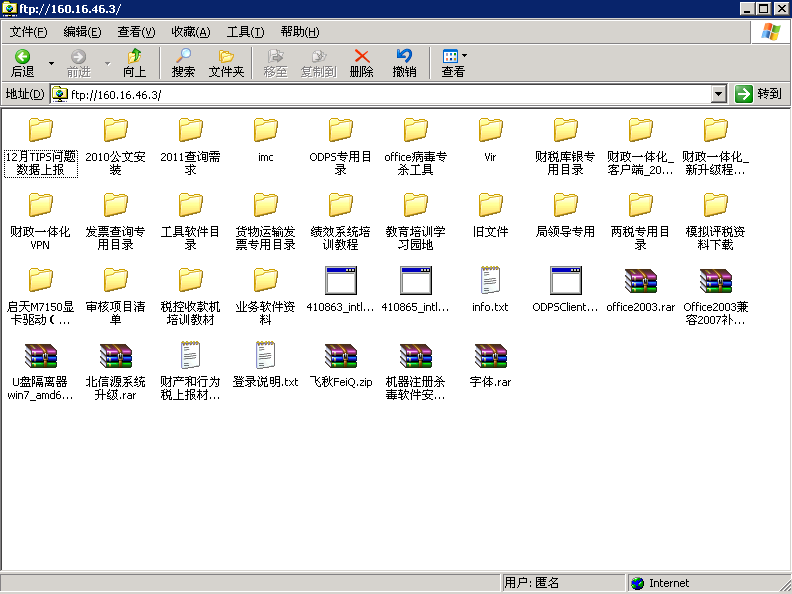 ftp://160.16.46.3/
文件(F) 编辑(E) 查看(V) 收藏(A) 工具(T) 帮助(H)
后退 前进 向上 搜索 文件夹 移至 复制到 删除 撤销 查看
地址(D) ftp://160.16.46.3/ 转到
12月TIPS问题
数据上报
2010公文安
装
2011查询需
求
imc
ODPS专用目
录
office病毒专
杀工具
Vir
财税库银专
用目录
财政一体化_
客户端_20...
财政一体化_
新升级程...
财政一体化
VPN
发票查询专
用目录
工具软件目
录
货物运输发
票专用目录
绩效系统培
训教程
教育培训学
习园地
旧文件
局领导专用
两税专用目
录
模拟评税资
料下载
启天M7150显
卡驱动（...
审核项目清
单
税控收款机
培训教材
业务软件资
料
410863_intl...
410865_intl...
info.txt
ODPSClient...
office2003.rar
Office2003兼
容2007补...
U盘隔离器
win7_amd6...
北信源系统
升级.rar
财产和行为
税上报材...
登录说明.txt
飞秋FeiQ.zip
机器注册杀
毒软件安...
字体.rar
用户: 匿名 Internet